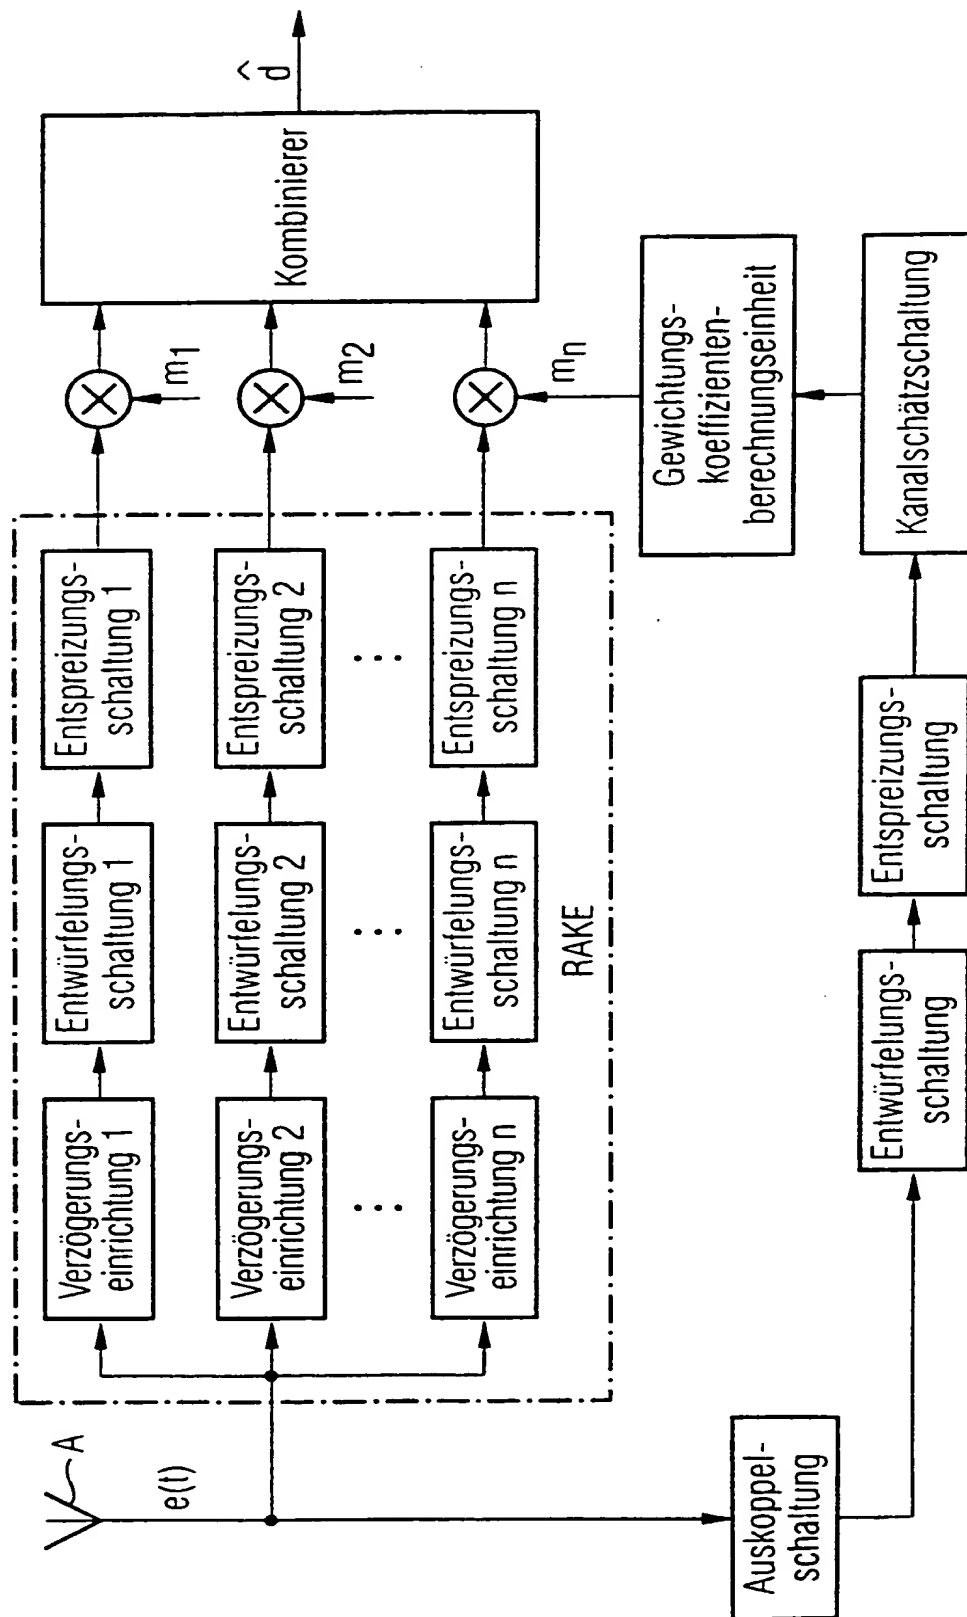 A
e(t)
Verzögerungs-
einrichtung 1
Entwürfelungs-
schaltung 1
Entspreizungs-
schaltung 1
m1
Verzögerungs-
einrichtung 2
Entwürfelungs-
schaltung 2
Entspreizungs-
schaltung 2
m2
Verzögerungs-
einrichtung n
Entwürfelungs-
schaltung n
Entspreizungs-
schaltung n
mn
RAKE
Kombinierer
d̂
Auskoppel-
schaltung
Entwürfelungs-
schaltung
Entspreizungs-
schaltung
Kanalschätzschaltung
Gewichtungs-
koeffizienten-
berechnungseinheit